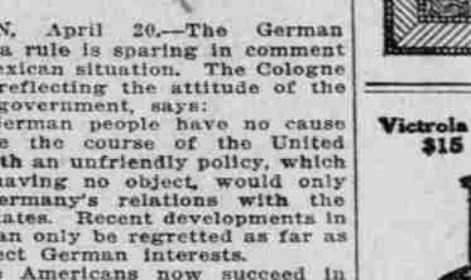 N, April 20.—The German
a rule is sparing in comment
exican situation. The Cologne
reflecting the attitude of the
government, says:
erman people have no cause
e the course of the United
th an unfriendly policy, which
having no object, would only
ermany's relations with the
tates. Recent developments in
an only be regretted as far as
ect German interests.
Americans now succeed in
Victrola
$15